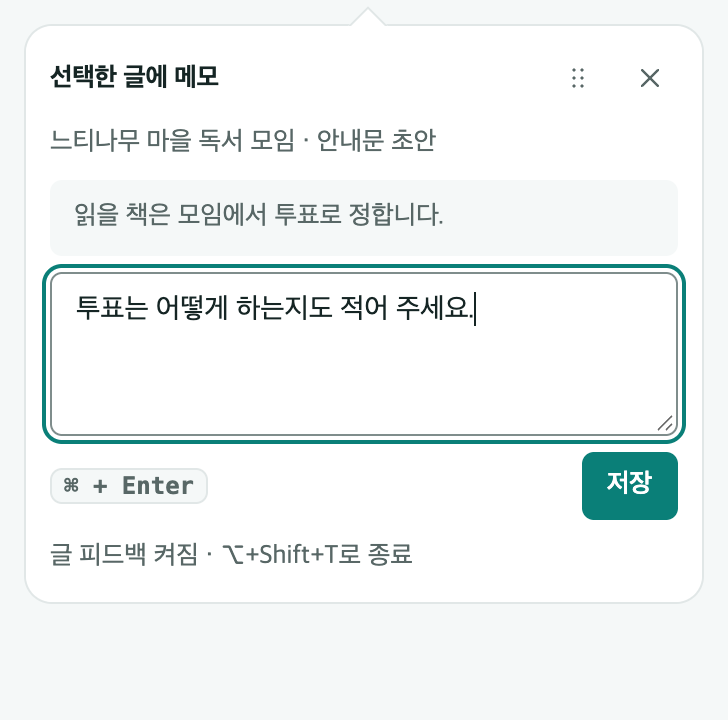 선택한 글에 메모
느티나무 마을 독서 모임 · 안내문 초안
읽을 책은 모임에서 투표로 정합니다.
투표는 어떻게 하는지도 적어 주세요.
⌘ + Enter
저장
글 피드백 켜짐 · ⌥+Shift+T로 종료